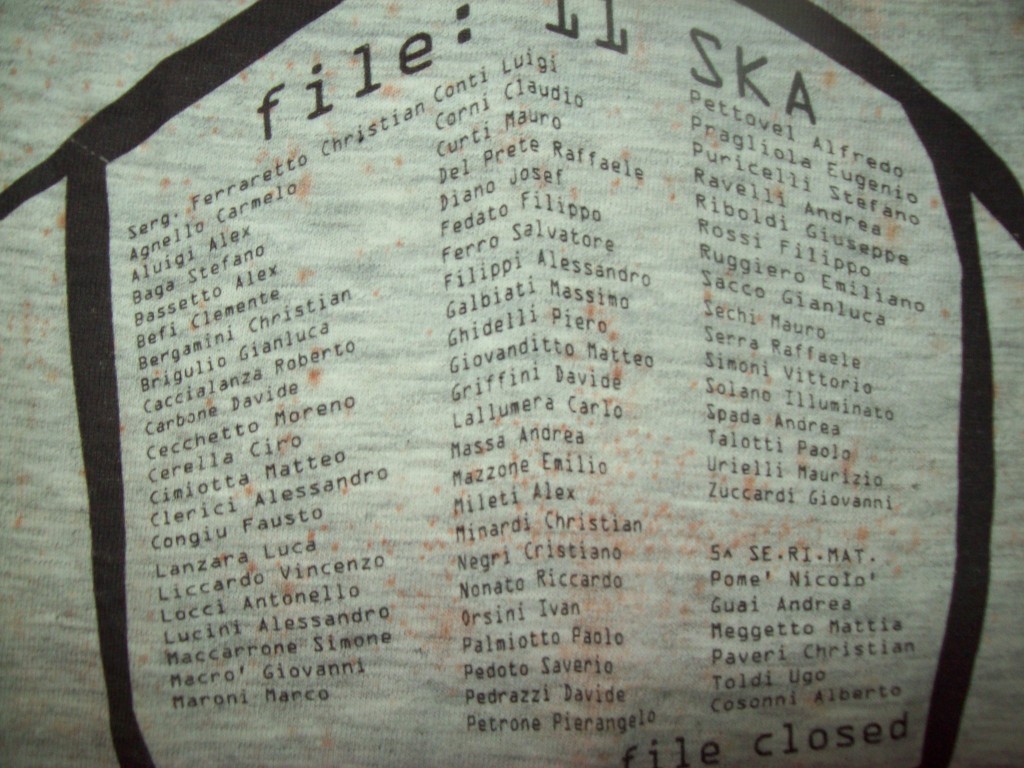 file: 11 SKA
Serg. Ferraretto Christian
Agnello Carmelo
Aluigi Alex
Baga Stefano
Bassetto Alex
Befi Clemente
Bergamini Christian
Brigulio Gianluca
Caccialanza Roberto
Carbone Davide
Cecchetto Moreno
Cerella Ciro
Cimiotta Matteo
Clerici Alessandro
Congiu Fausto
Lanzara Luca
Liccardo Vincenzo
Locci Antonello
Lucini Alessandro
Maccarrone Simone
Macro' Giovanni
Maroni Marco
Conti Luigi
Corni Claudio
Curti Mauro
Del Prete Raffaele
Diano Josef
Fedato Filippo
Ferro Salvatore
Filippi Alessandro
Galbiati Massimo
Ghidelli Piero
Giovanditto Matteo
Griffini Davide
Lallumera Carlo
Massa Andrea
Mazzone Emilio
Mileti Alex
Minardi Christian
Negri Cristiano
Nonato Riccardo
Orsini Ivan
Palmiotto Paolo
Pedoto Saverio
Pedrazzi Davide
Petrone Pierangelo
Pettovel Alfredo
Pragliola Eugenio
Puricelli Stefano
Ravelli Andrea
Riboldi Giuseppe
Rossi Filippo
Ruggiero Emiliano
Sacco Gianluca
Sechi Mauro
Serra Raffaele
Simoni Vittorio
Solano Illuminato
Spada Andrea
Talotti Paolo
Urielli Maurizio
Zuccardi Giovanni
5^ SE.RI.MAT.
Pome' Nicolo'
Guai Andrea
Meggetto Mattia
Paveri Christian
Toldi Ugo
Cosonni Alberto
file closed